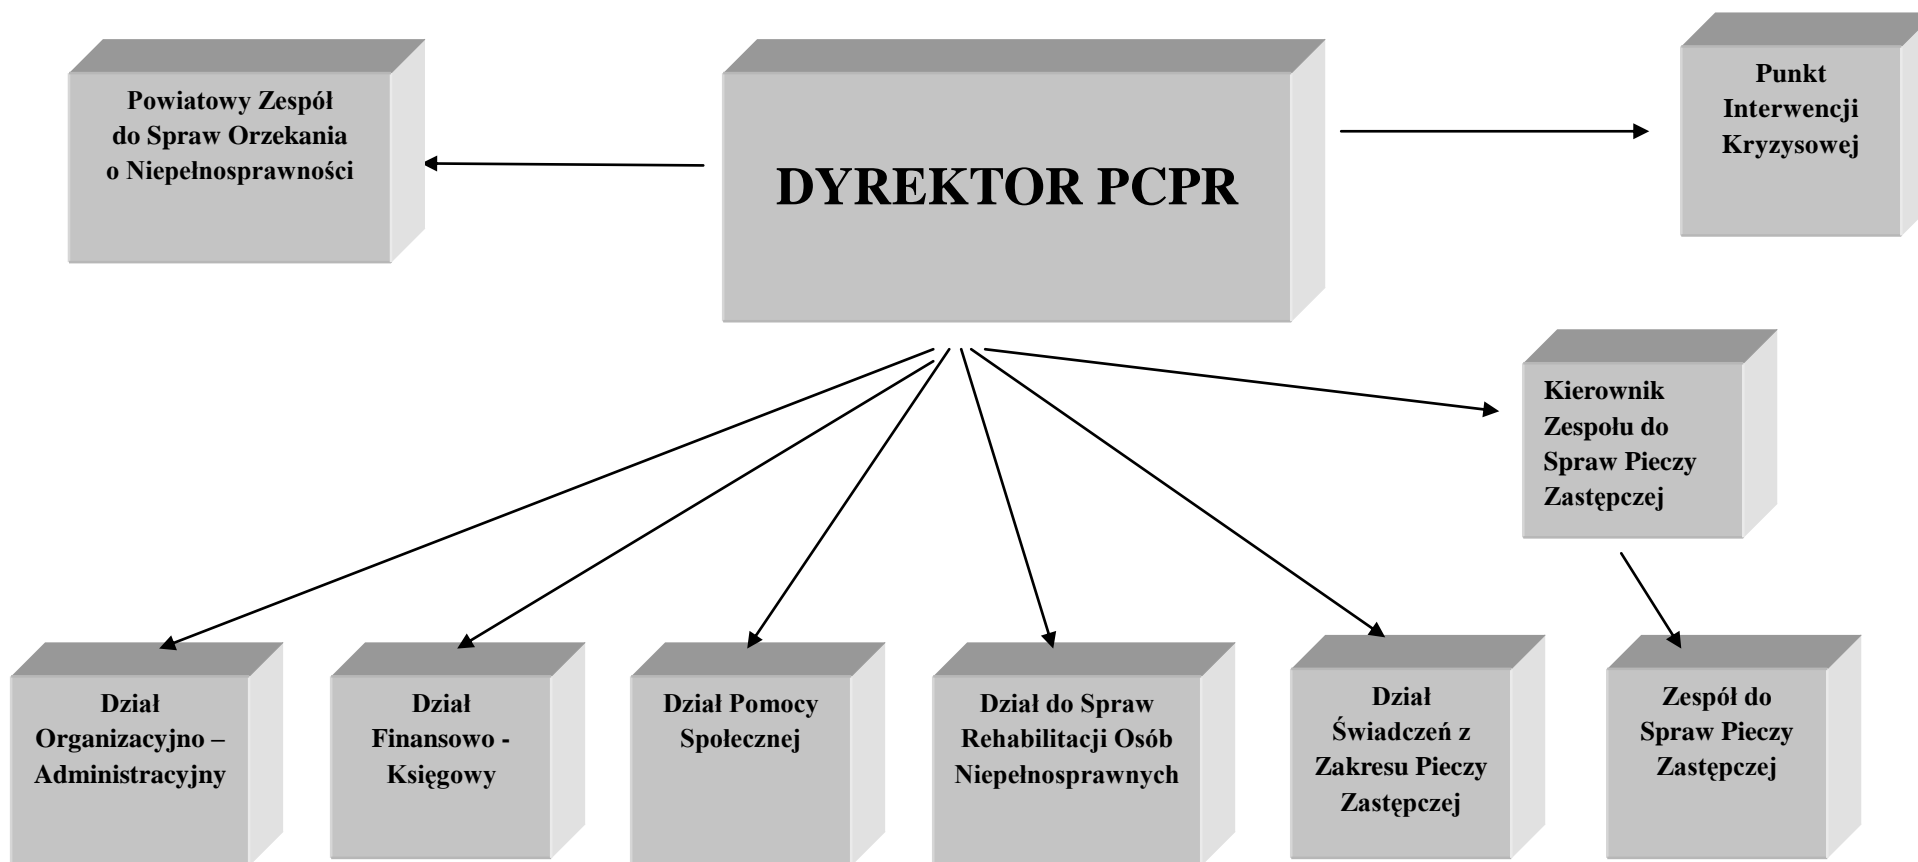 Powiatowy Zespół
do Spraw Orzekania
o Niepełnosprawności
DYREKTOR PCPR
Punkt
Interwencji
Kryzysowej
Kierownik
Zespołu do
Spraw Pieczy
Zastępczej
Dział
Organizacyjno –
Administracyjny
Dział
Finansowo -
Księgowy
Dział Pomocy
Społecznej
Dział do Spraw
Rehabilitacji Osób
Niepełnosprawnych
Dział
Świadczeń z
Zakresu Pieczy
Zastępczej
Zespół do
Spraw Pieczy
Zastępczej